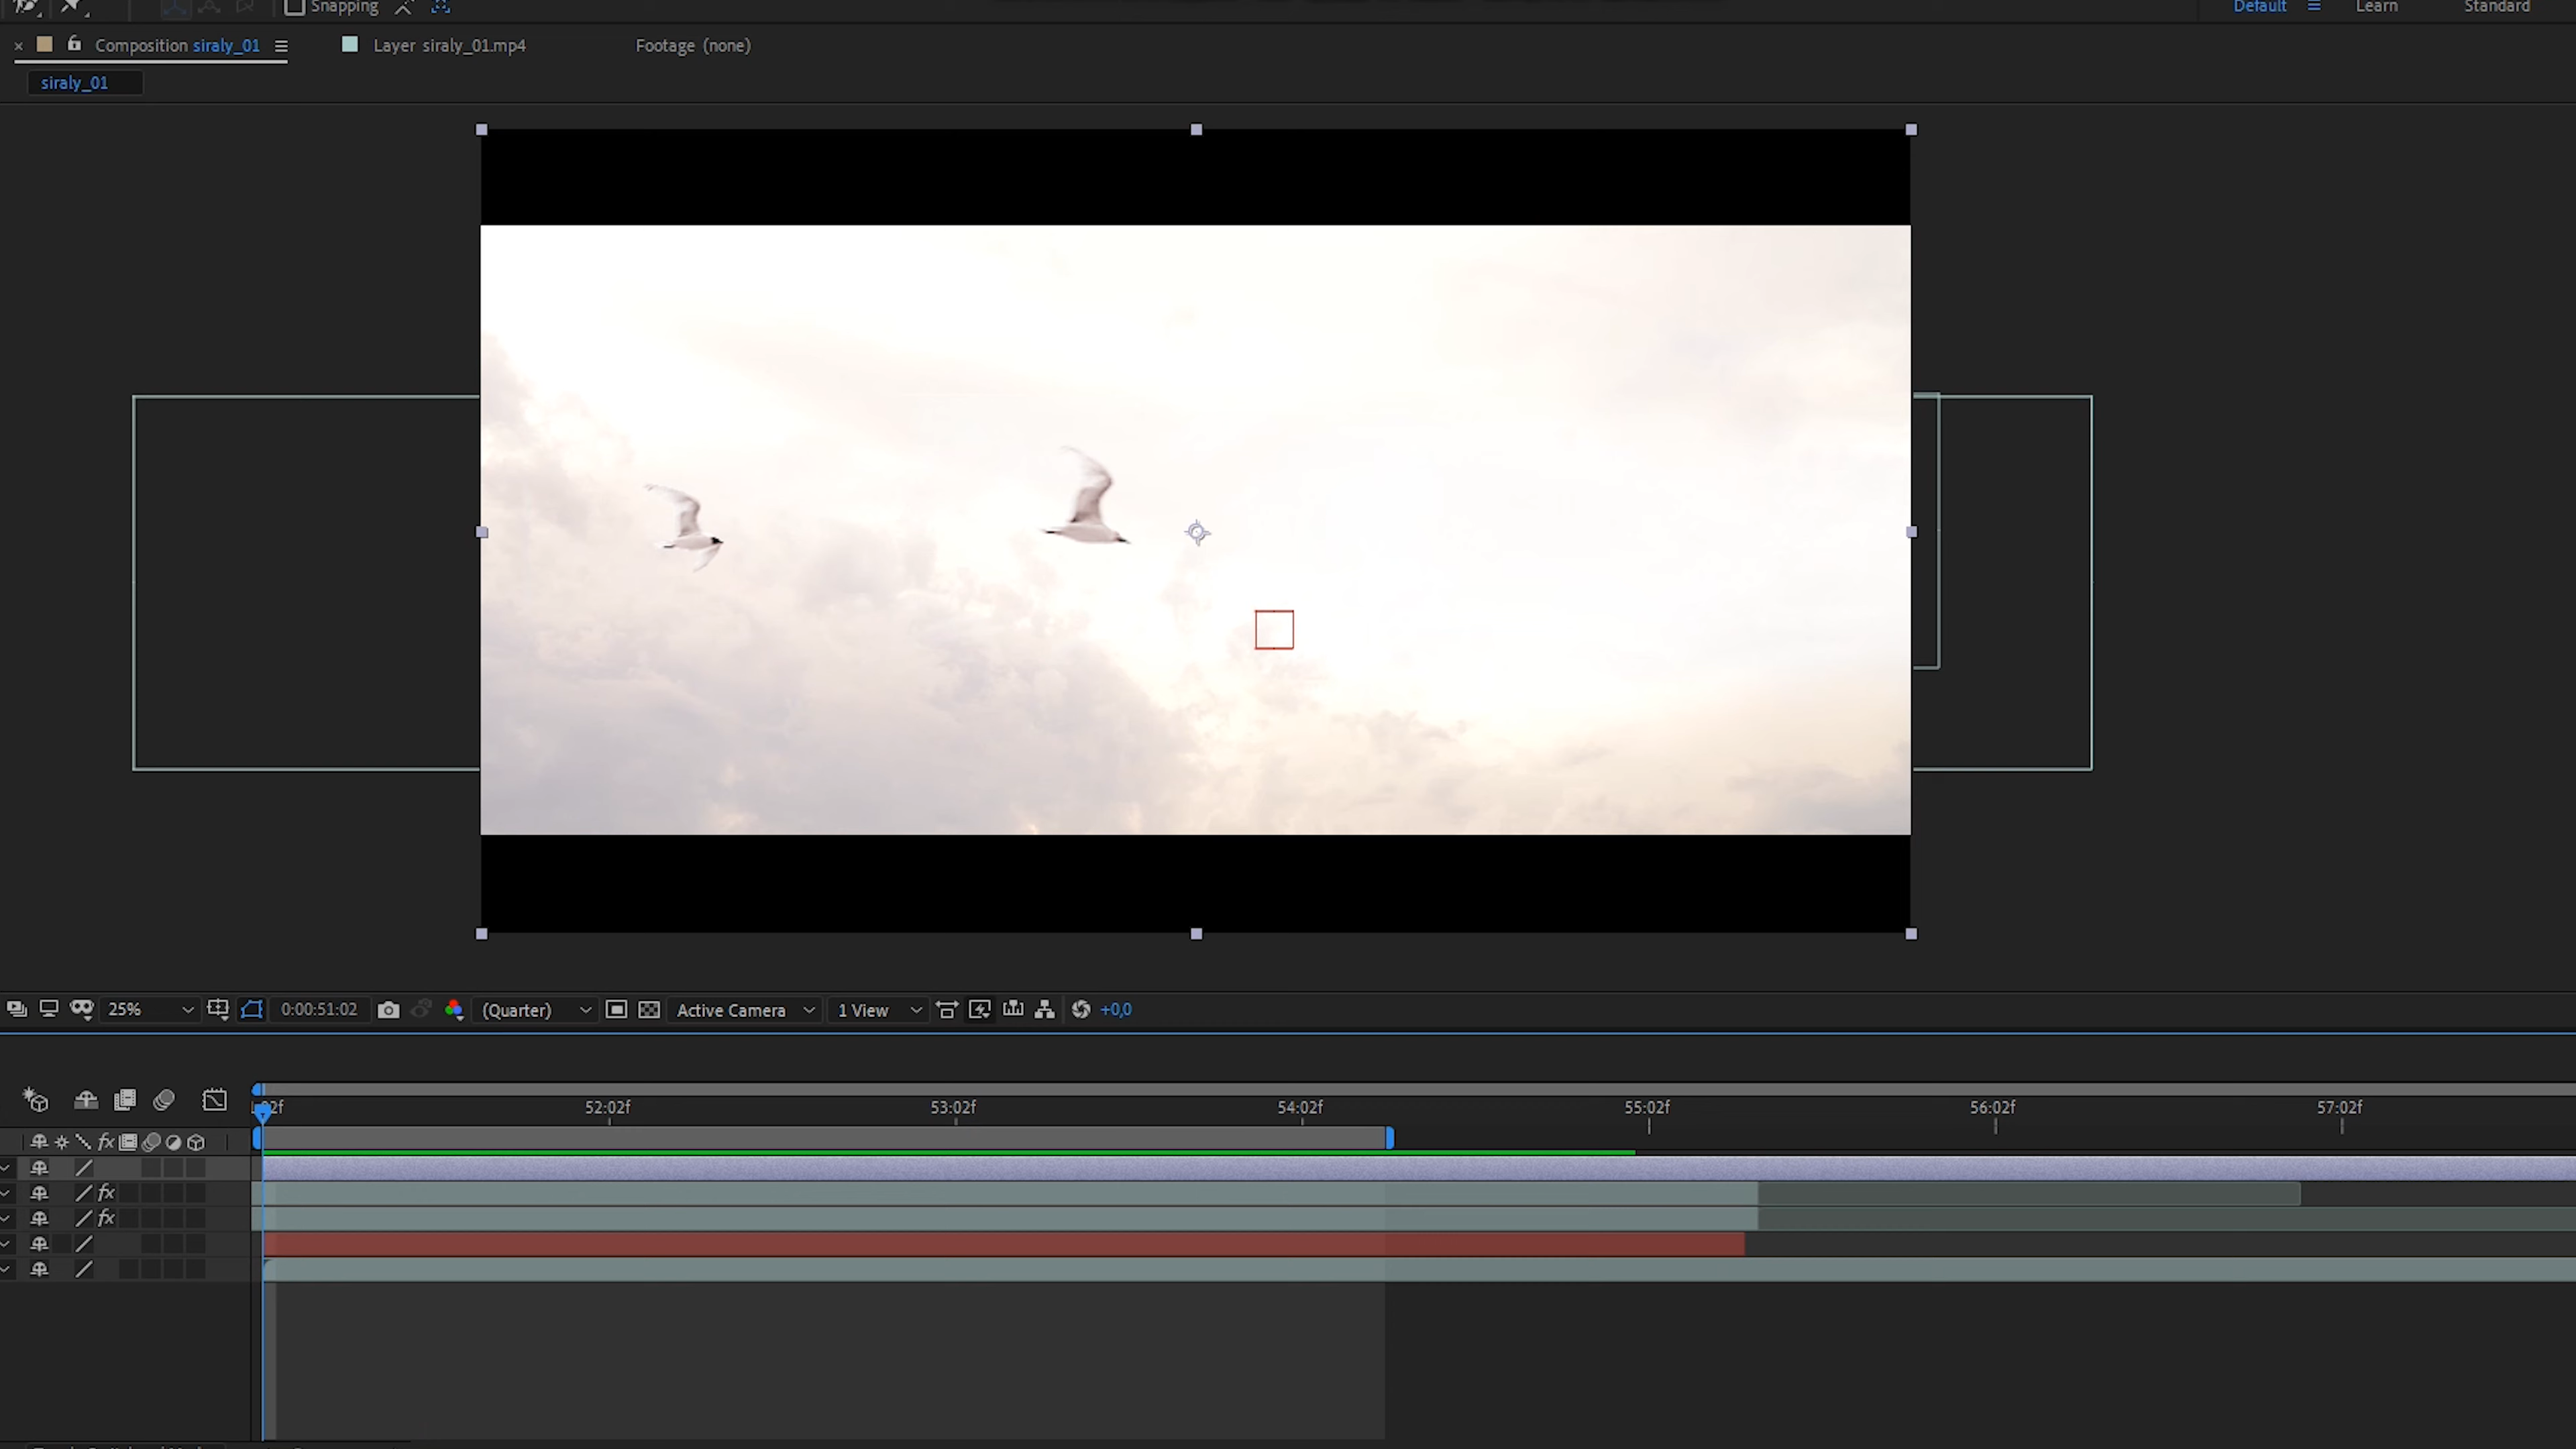 Snapping
Default Learn Standard
Composition siraly_01 Layer siraly_01.mp4 Footage (none)
siraly_01
25% 0:00:51:02 (Quarter) Active Camera 1 View +0,0
02f 52:02f 53:02f 54:02f 55:02f 56:02f 57:02f
fx
fx
fx